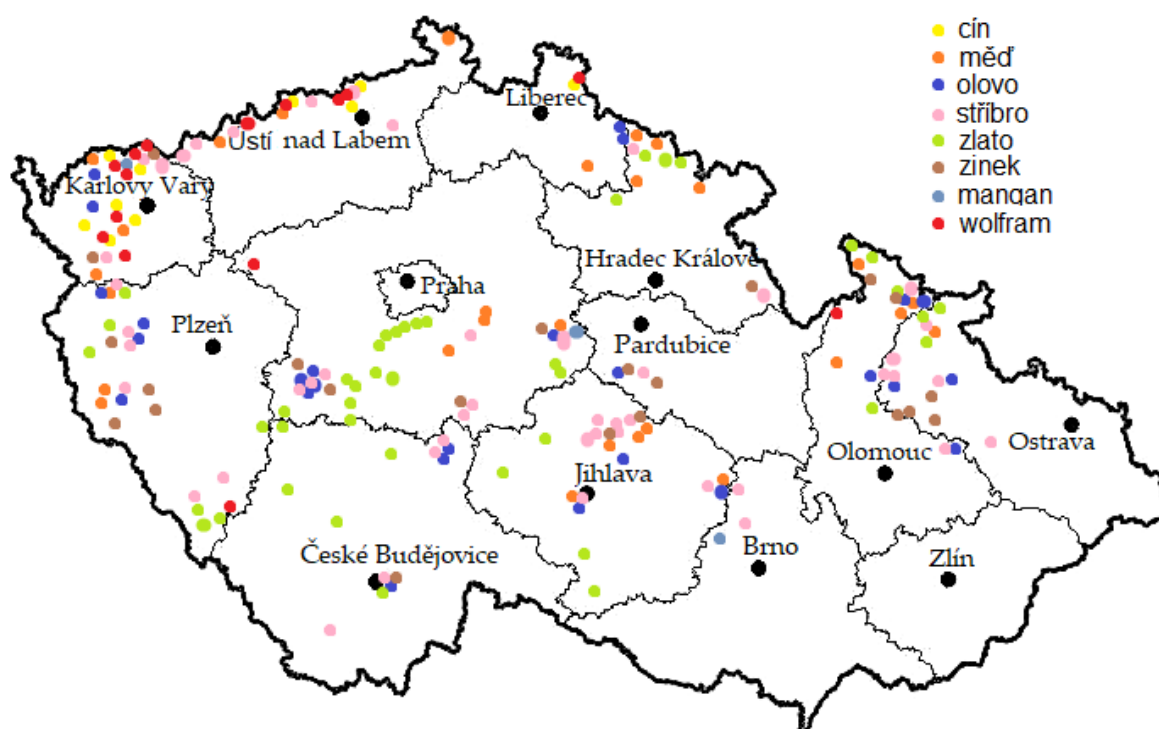 cín
měď
olovo
stříbro
zlato
zinek
mangan
wolfram
Liberec
Ústí nad Labem
Karlovy Vary
Hradec Králové
Praha
Plzeň
Pardubice
Jihlava
Olomouc
Ostrava
České Budějovice
Brno
Zlín